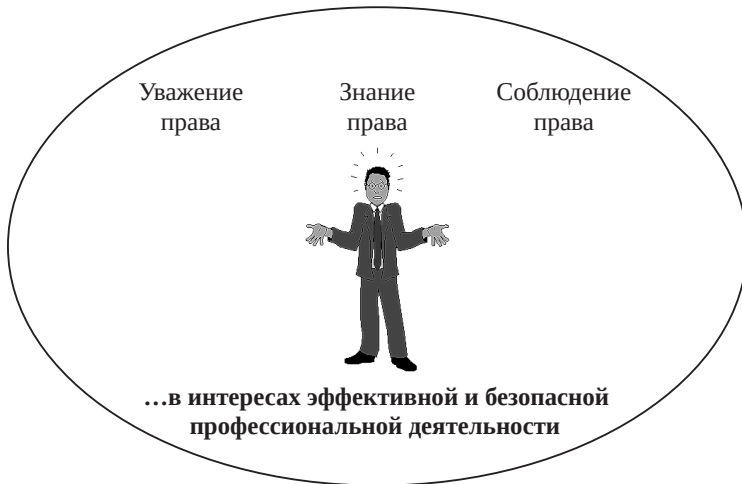 Уважение
права
Знание
права
Соблюдение
права
…в интересах эффективной и безопасной
профессиональной деятельности